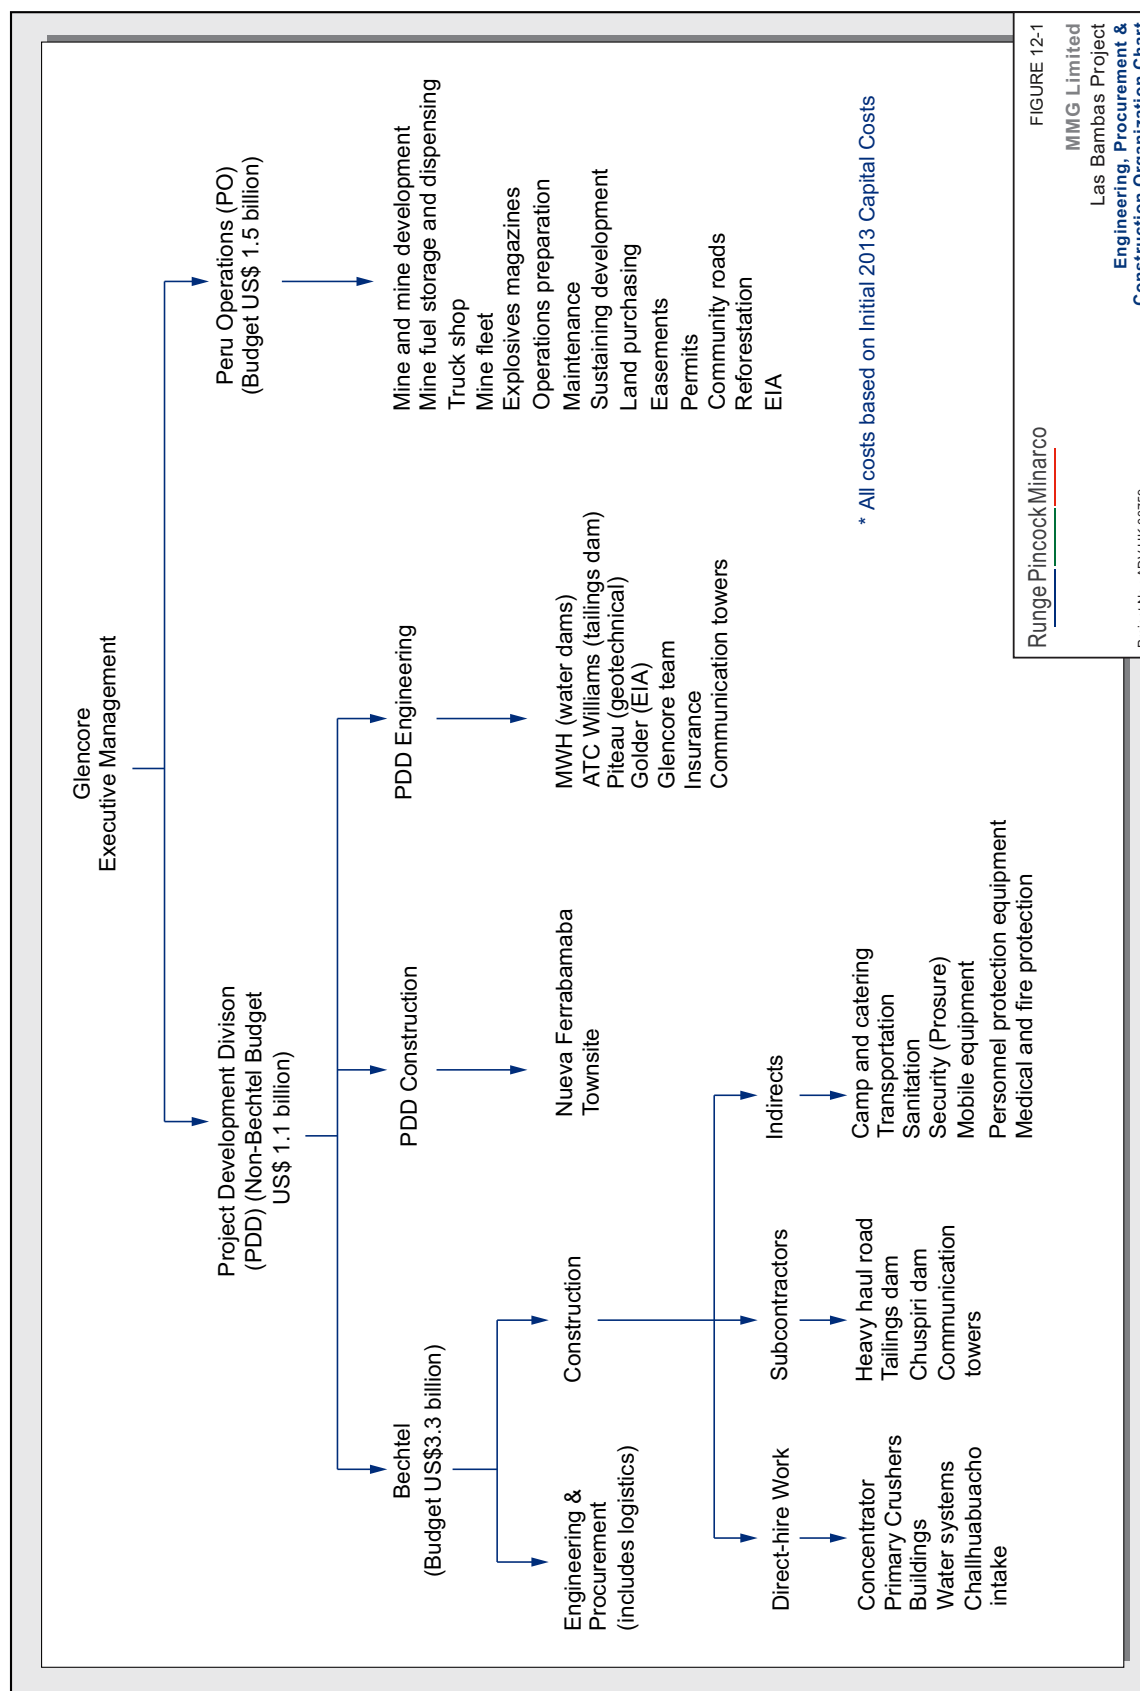 Glencore
Executive Management
Project Development Divison
(PDD) (Non-Bechtel Budget
US$ 1.1 billion)
Peru Operations (PO)
(Budget US$ 1.5 billion)
Bechtel
(Budget US$3.3 billion)
PDD Construction
PDD Engineering
Mine and mine development
Mine fuel storage and dispensing
Truck shop
Mine fleet
Explosives magazines
Operations preparation
Maintenance
Sustaining development
Land purchasing
Easements
Permits
Community roads
Reforestation
EIA
Engineering &
Procurement
(includes logistics)
Construction
Nueva Ferrabamaba
Townsite
MWH (water dams)
ATC Williams (tailings dam)
Piteau (geotechnical)
Golder (EIA)
Glencore team
Insurance
Communication towers
Direct-hire Work
Subcontractors
Indirects
Concentrator
Primary Crushers
Buildings
Water systems
Challhuabuacho
intake
Heavy haul road
Tailings dam
Chuspiri dam
Communication
towers
Camp and catering
Transportation
Sanitation
Security (Prosure)
Mobile equipment
Personnel protection equipment
Medical and fire protection
* All costs based on Initial 2013 Capital Costs
Runge Pincock Minarco
FIGURE 12-1
MMG Limited
Las Bambas Project
Engineering, Procurement &
Construction Organization Chart